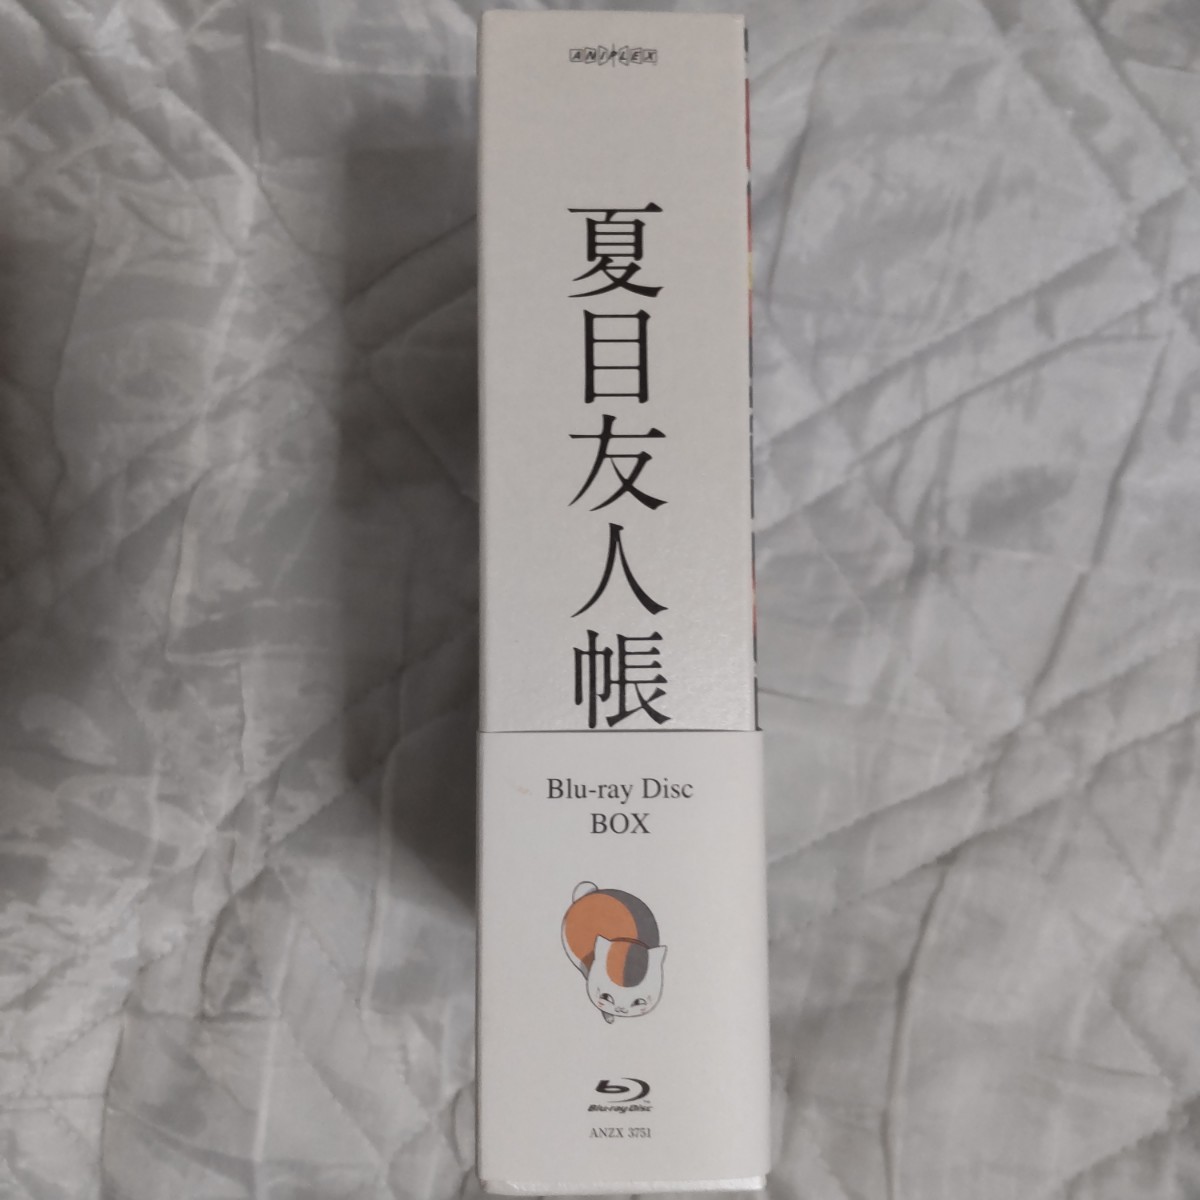 ANIPLEX
夏目友人帳
Blu-ray Disc
BOX
Blu-ray Disc
ANZX 3751